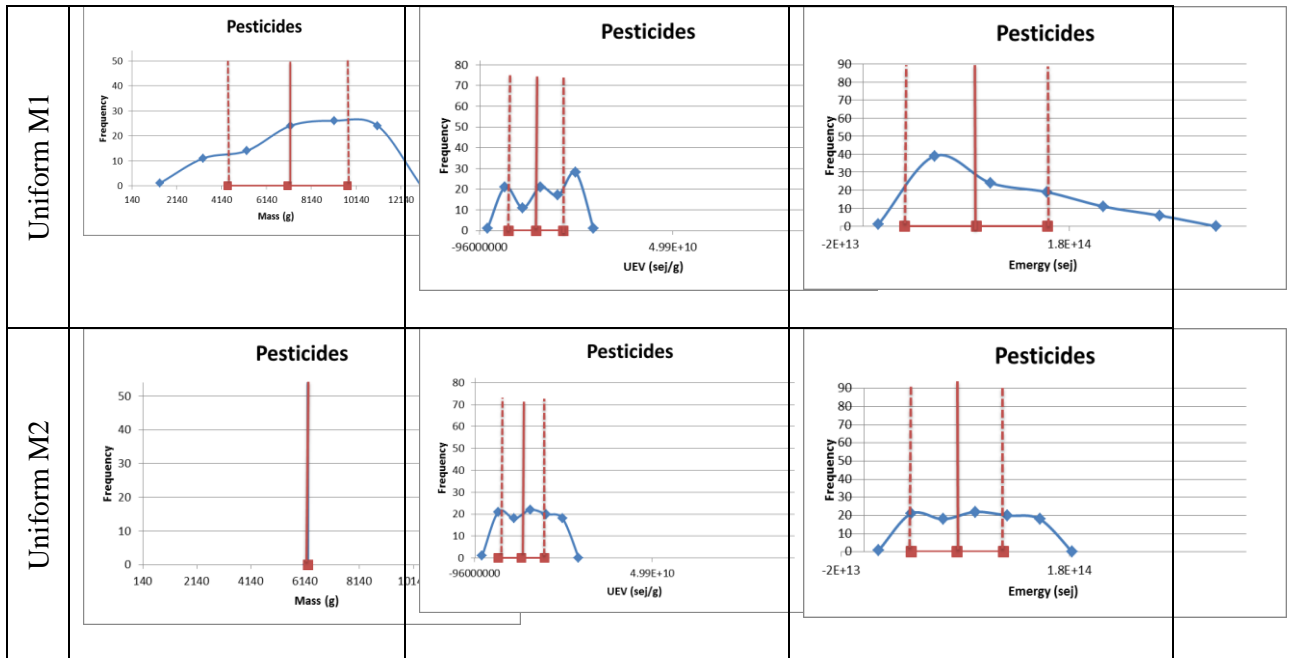 Uniform M1
Pesticides
50
40
30
20
10
0
Frequency
140 2140 4140 6140 8140 10140 12140
Mass (g)
Pesticides
80
70
60
50
40
30
20
10
0
Frequency
-96000000 4.99E+10
UEV (sej/g)
Pesticides
90
80
70
60
50
40
30
20
10
0
Frequency
-2E+13 1.8E+14
Emergy (sej)
Uniform M2
Pesticides
50
40
30
20
10
0
Frequency
140 2140 4140 6140 8140
Mass (g)
Pesticides
80
70
60
50
40
30
20
10
0
Frequency
-96000000 4.99E+10
UEV (sej/g)
Pesticides
90
80
70
60
50
40
30
20
10
0
Frequency
-2E+13 1.8E+14
Emergy (sej)